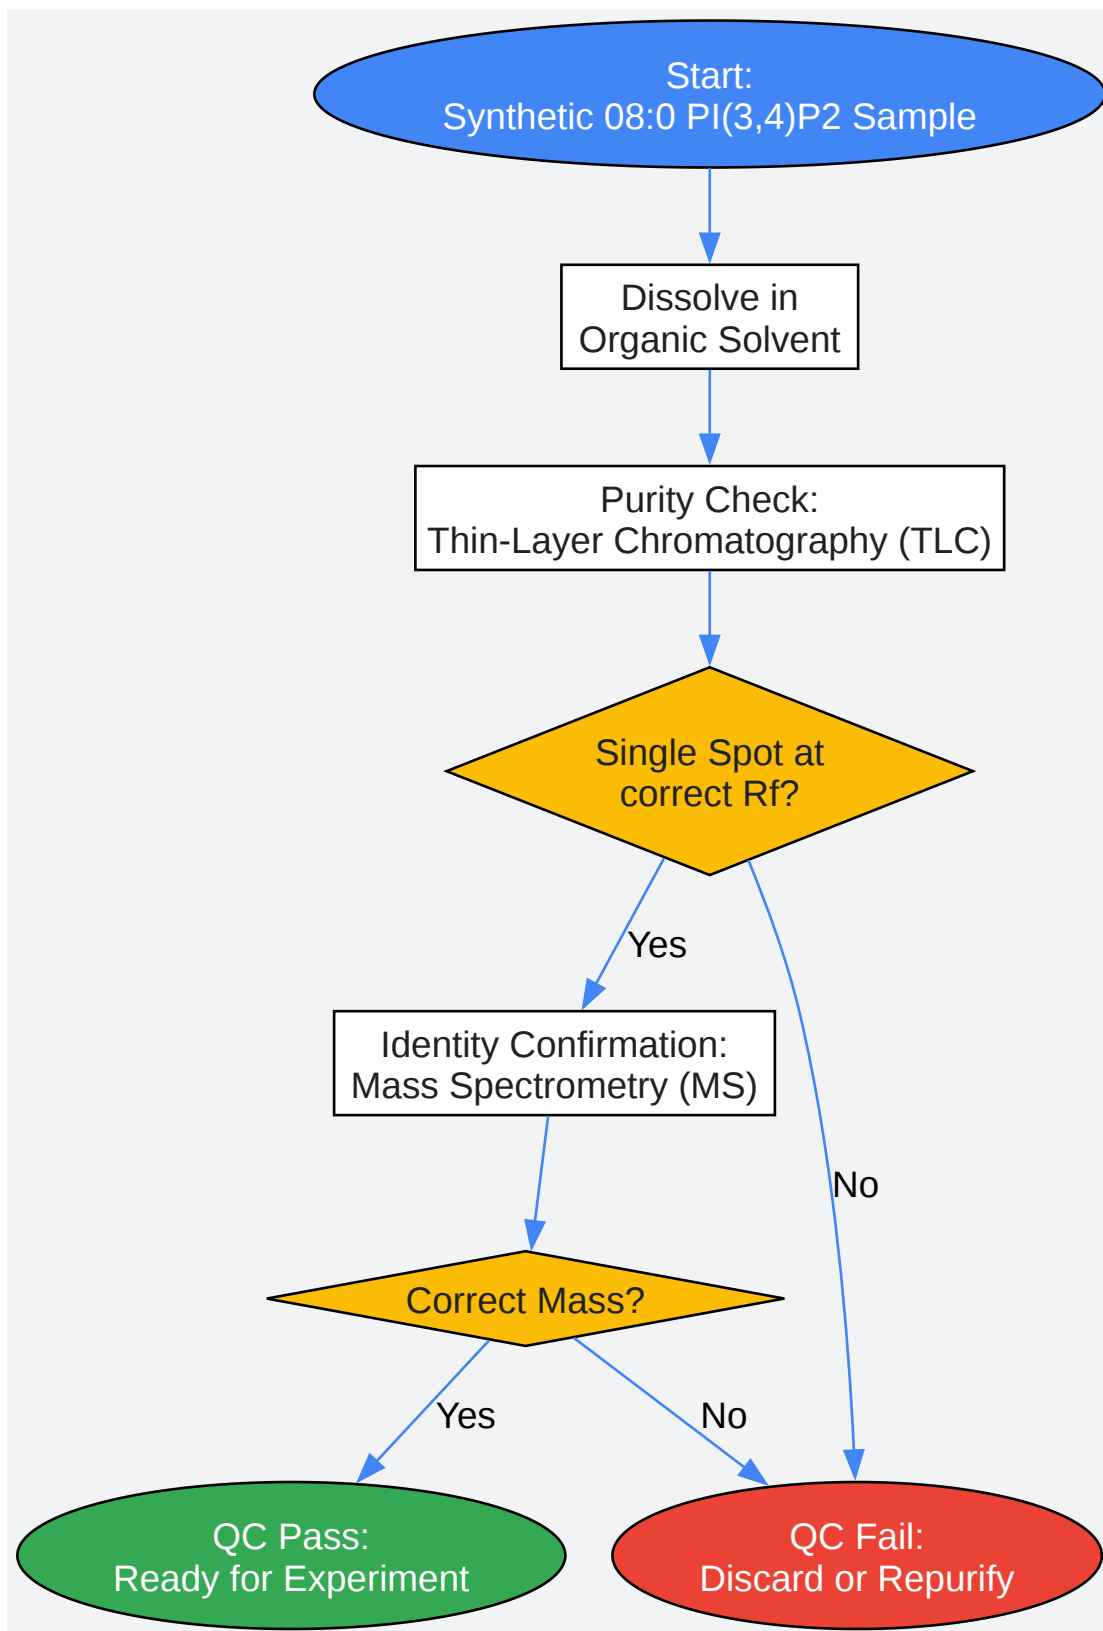 Start:
Synthetic 08:0 PI(3,4)P2 Sample
Dissolve in
Organic Solvent
Purity Check:
Thin-Layer Chromatography (TLC)
Single Spot at
correct Rf?
Yes
Identity Confirmation:
Mass Spectrometry (MS)
No
Correct Mass?
Yes
No
QC Pass:
Ready for Experiment
QC Fail:
Discard or Repurify